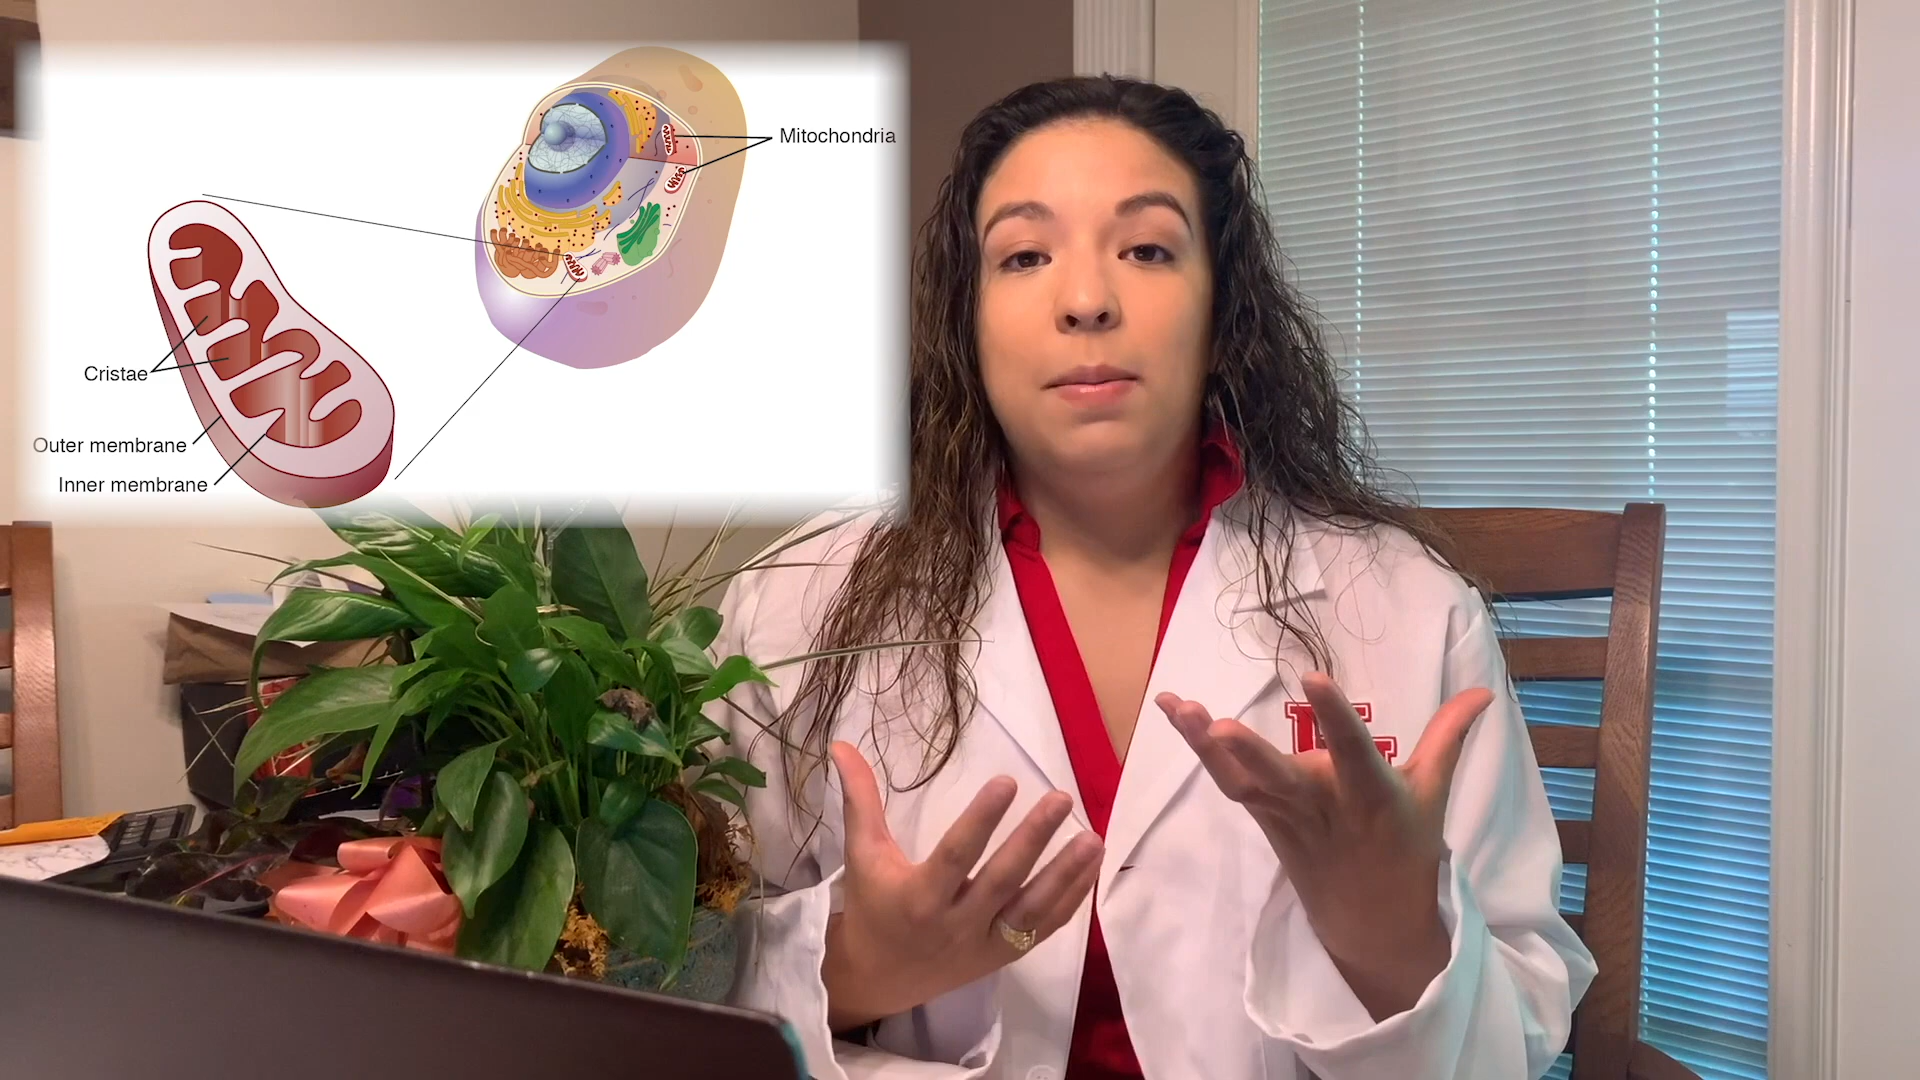 Mitochondria
Cristae
Outer membrane
Inner membrane